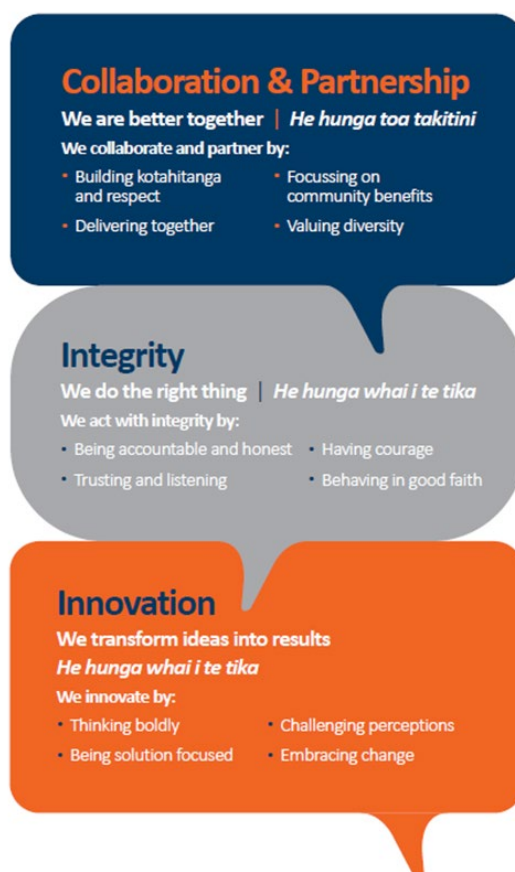 Collaboration & Partnership
We are better together | He hunga toa takitini
We collaborate and partner by:
• Building kotahitanga
and respect
• Delivering together
• Focussing on
community benefits
• Valuing diversity
Integrity
We do the right thing | He hunga whai i te tika
We act with integrity by:
• Being accountable and honest
• Trusting and listening
• Having courage
• Behaving in good faith
Innovation
We transform ideas into results
He hunga whai i te tika
We innovate by:
• Thinking boldly
• Being solution focused
• Challenging perceptions
• Embracing change